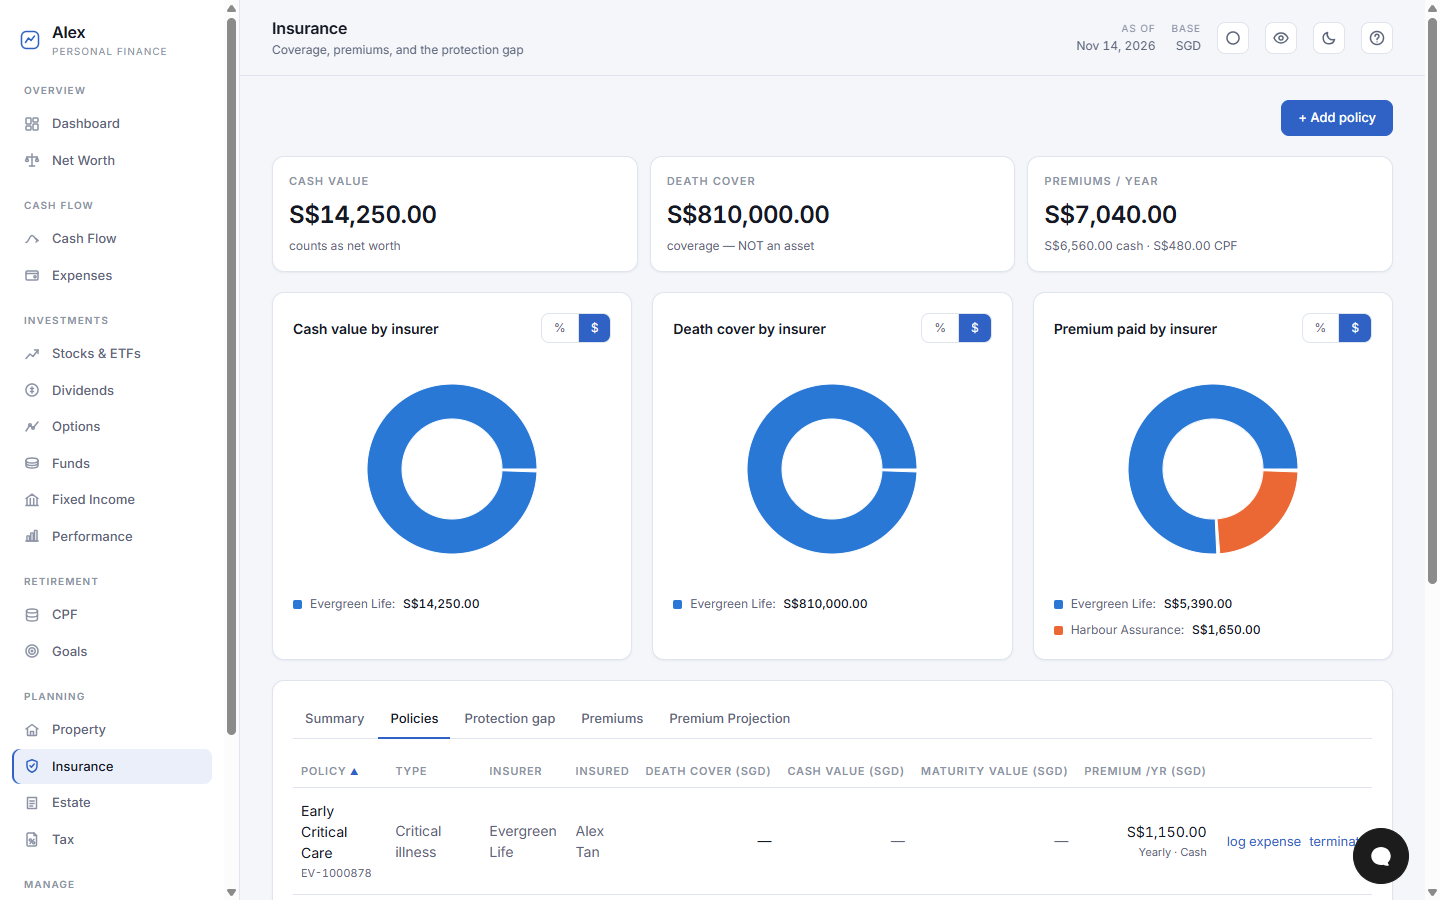 Alex
PERSONAL FINANCE
OVERVIEW
Dashboard
Net Worth
CASH FLOW
Cash Flow
Expenses
INVESTMENTS
Stocks & ETFs
Dividends
Options
Funds
Fixed Income
Performance
RETIREMENT
CPF
Goals
PLANNING
Property
Insurance
Estate
Tax
MANAGE
Insurance
Coverage, premiums, and the protection gap
AS OF
Nov 14, 2026
BASE
SGD
+ Add policy
CASH VALUE
S$14,250.00
counts as net worth
DEATH COVER
S$810,000.00
coverage — NOT an asset
PREMIUMS / YEAR
S$7,040.00
S$6,560.00 cash · S$480.00 CPF
Cash value by insurer
% $
Evergreen Life: S$14,250.00
Death cover by insurer
% $
Evergreen Life: S$810,000.00
Premium paid by insurer
% $
Evergreen Life: S$5,390.00
Harbour Assurance: S$1,650.00
Summary Policies Protection gap Premiums Premium Projection
POLICY ▲ TYPE INSURER INSURED DEATH COVER (SGD) CASH VALUE (SGD) MATURITY VALUE (SGD) PREMIUM /YR (SGD)
Early
Critical
Care
EV-1000878
Critical
illness
Evergreen
Life
Alex
Tan
—
—
—
S$1,150.00
Yearly · Cash
log expense